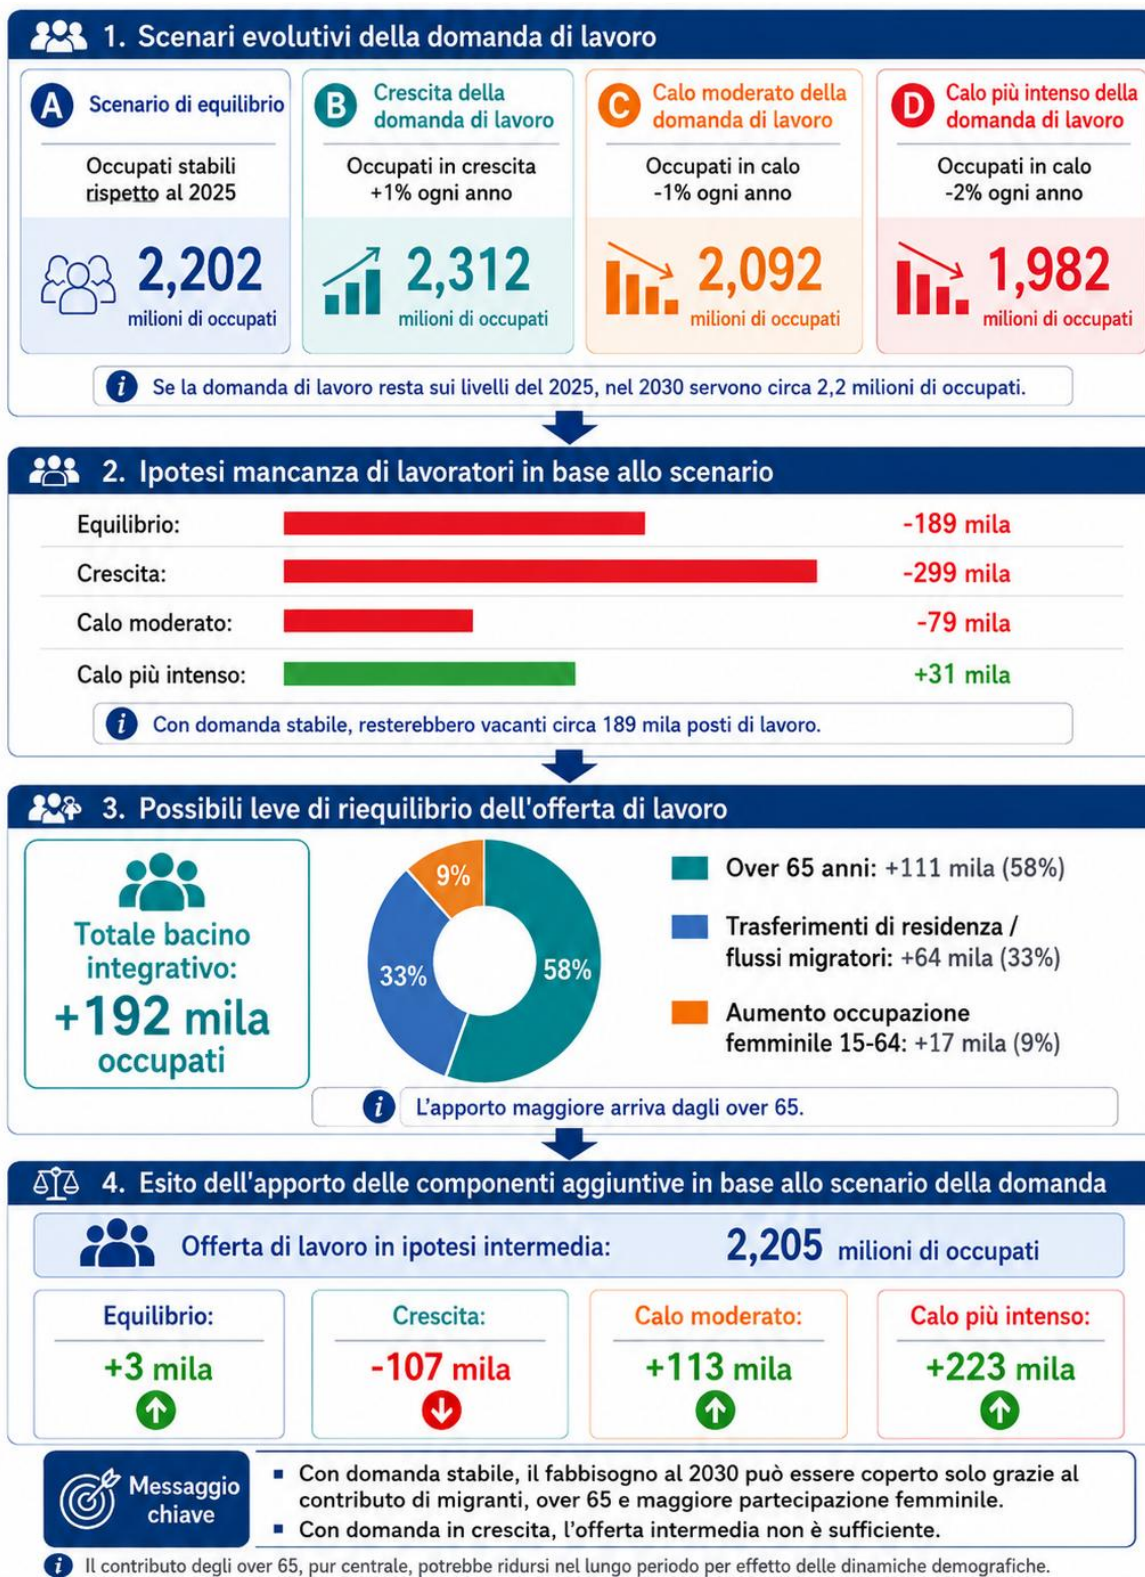 1. Scenari evolutivi della domanda di lavoro
A Scenario di equilibrio
Occupati stabili
rispetto al 2025
2,202
milioni di occupati
B Crescita della
domanda di lavoro
Occupati in crescita
+1% ogni anno
2,312
milioni di occupati
C Calo moderato della
domanda di lavoro
Occupati in calo
-1% ogni anno
2,092
milioni di occupati
D Calo più intenso della
domanda di lavoro
Occupati in calo
-2% ogni anno
1,982
milioni di occupati
i Se la domanda di lavoro resta sui livelli del 2025, nel 2030 servono circa 2,2 milioni di occupati.
2. Ipotesi mancanza di lavoratori in base allo scenario
Equilibrio: -189 mila
Crescita: -299 mila
Calo moderato: -79 mila
Calo più intenso: +31 mila
i Con domanda stabile, resterebbero vacanti circa 189 mila posti di lavoro.
3. Possibili leve di riequilibrio dell'offerta di lavoro
Totale bacino
integrativo:
+192 mila
occupati
9%
33%
58%
Over 65 anni: +111 mila (58%)
Trasferimenti di residenza /
flussi migratori: +64 mila (33%)
Aumento occupazione
femminile 15-64: +17 mila (9%)
i L'apporto maggiore arriva dagli over 65.
4. Esito dell'apporto delle componenti aggiuntive in base allo scenario della domanda
Offerta di lavoro in ipotesi intermedia: 2,205 milioni di occupati
Equilibrio:
+3 mila
Crescita:
-107 mila
Calo moderato:
+113 mila
Calo più intenso:
+223 mila
Messaggio
chiave
▪ Con domanda stabile, il fabbisogno al 2030 può essere coperto solo grazie al
contributo di migranti, over 65 e maggiore partecipazione femminile.
▪ Con domanda in crescita, l'offerta intermedia non è sufficiente.
i Il contributo degli over 65, pur centrale, potrebbe ridursi nel lungo periodo per effetto delle dinamiche demografiche.